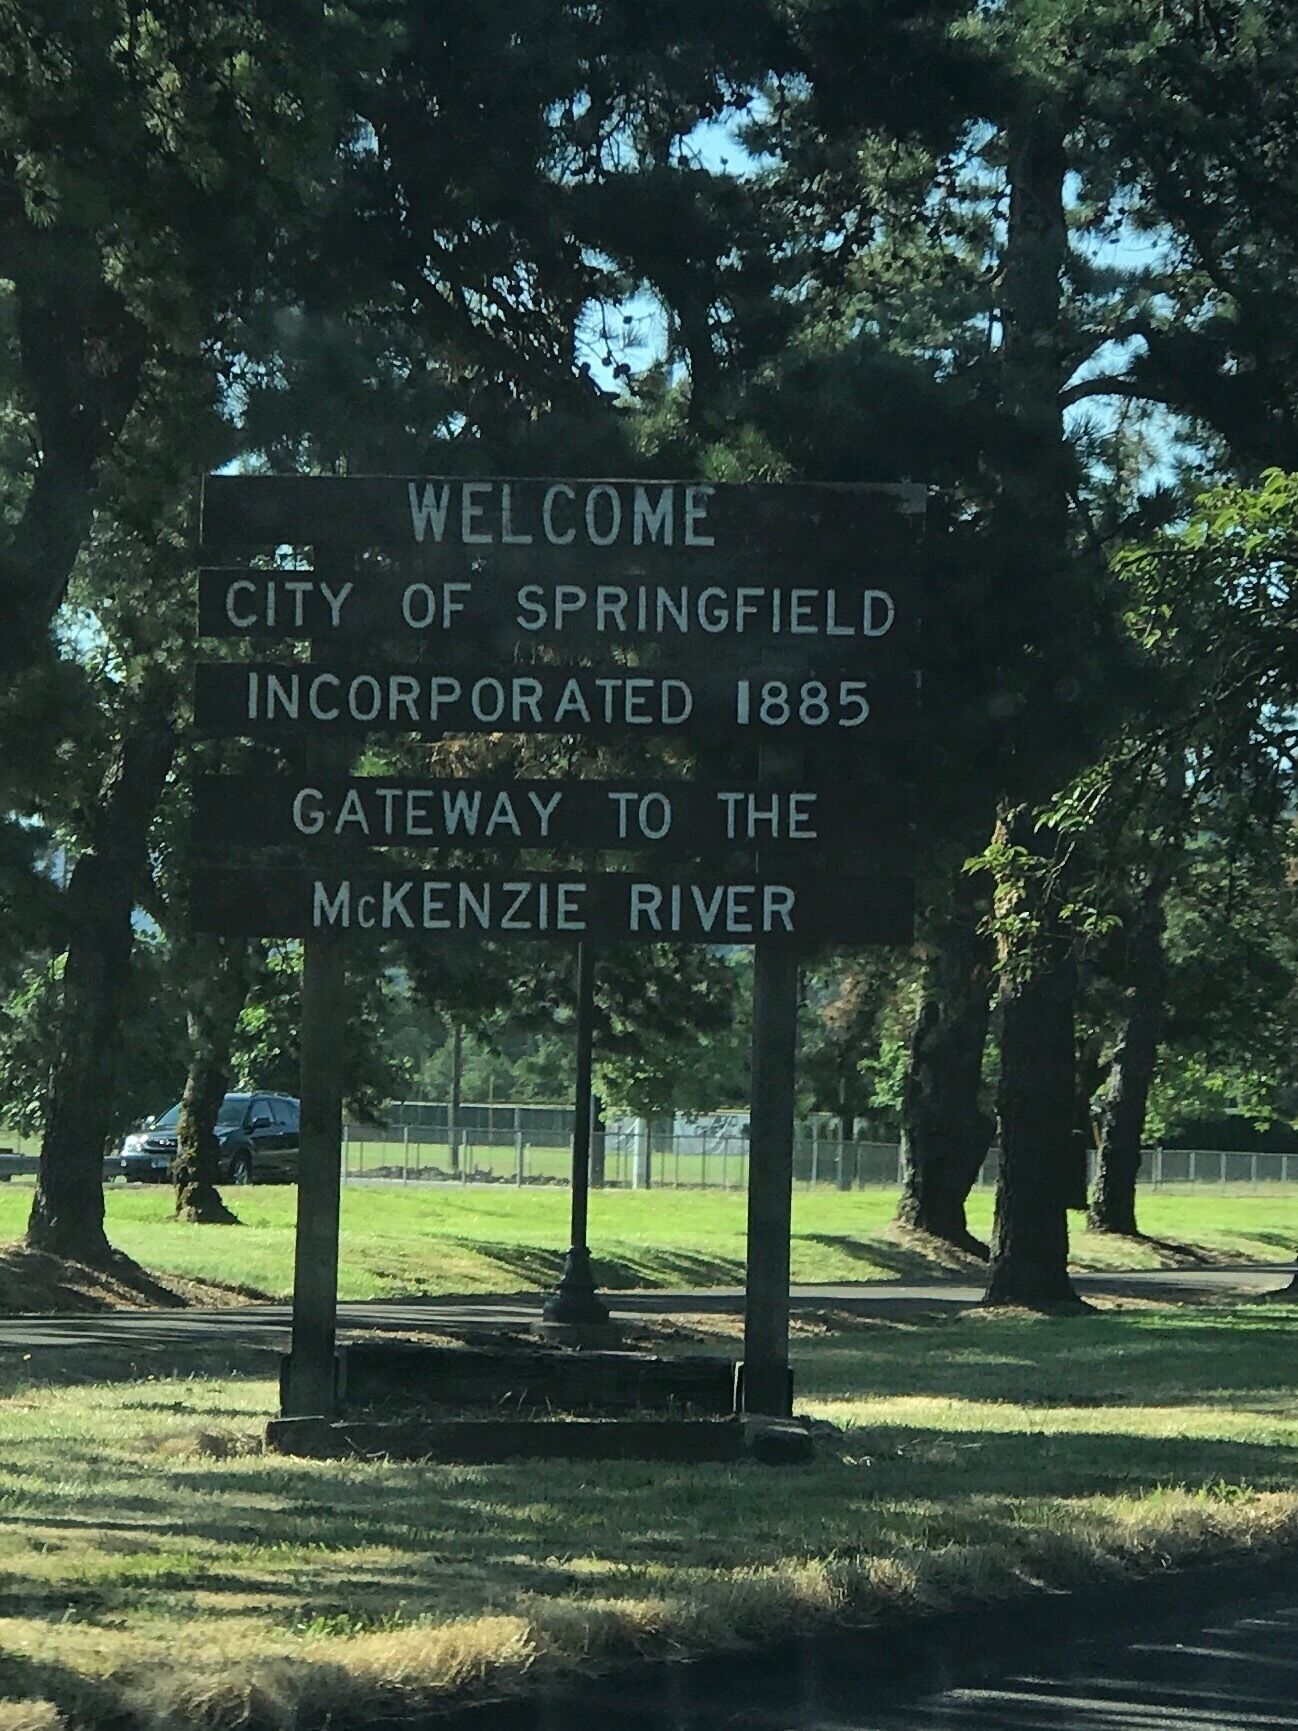 WELCOME
CITY OF SPRINGFIELD
INCORPORATED 1885
GATEWAY TO THE
McKENZIE RIVER